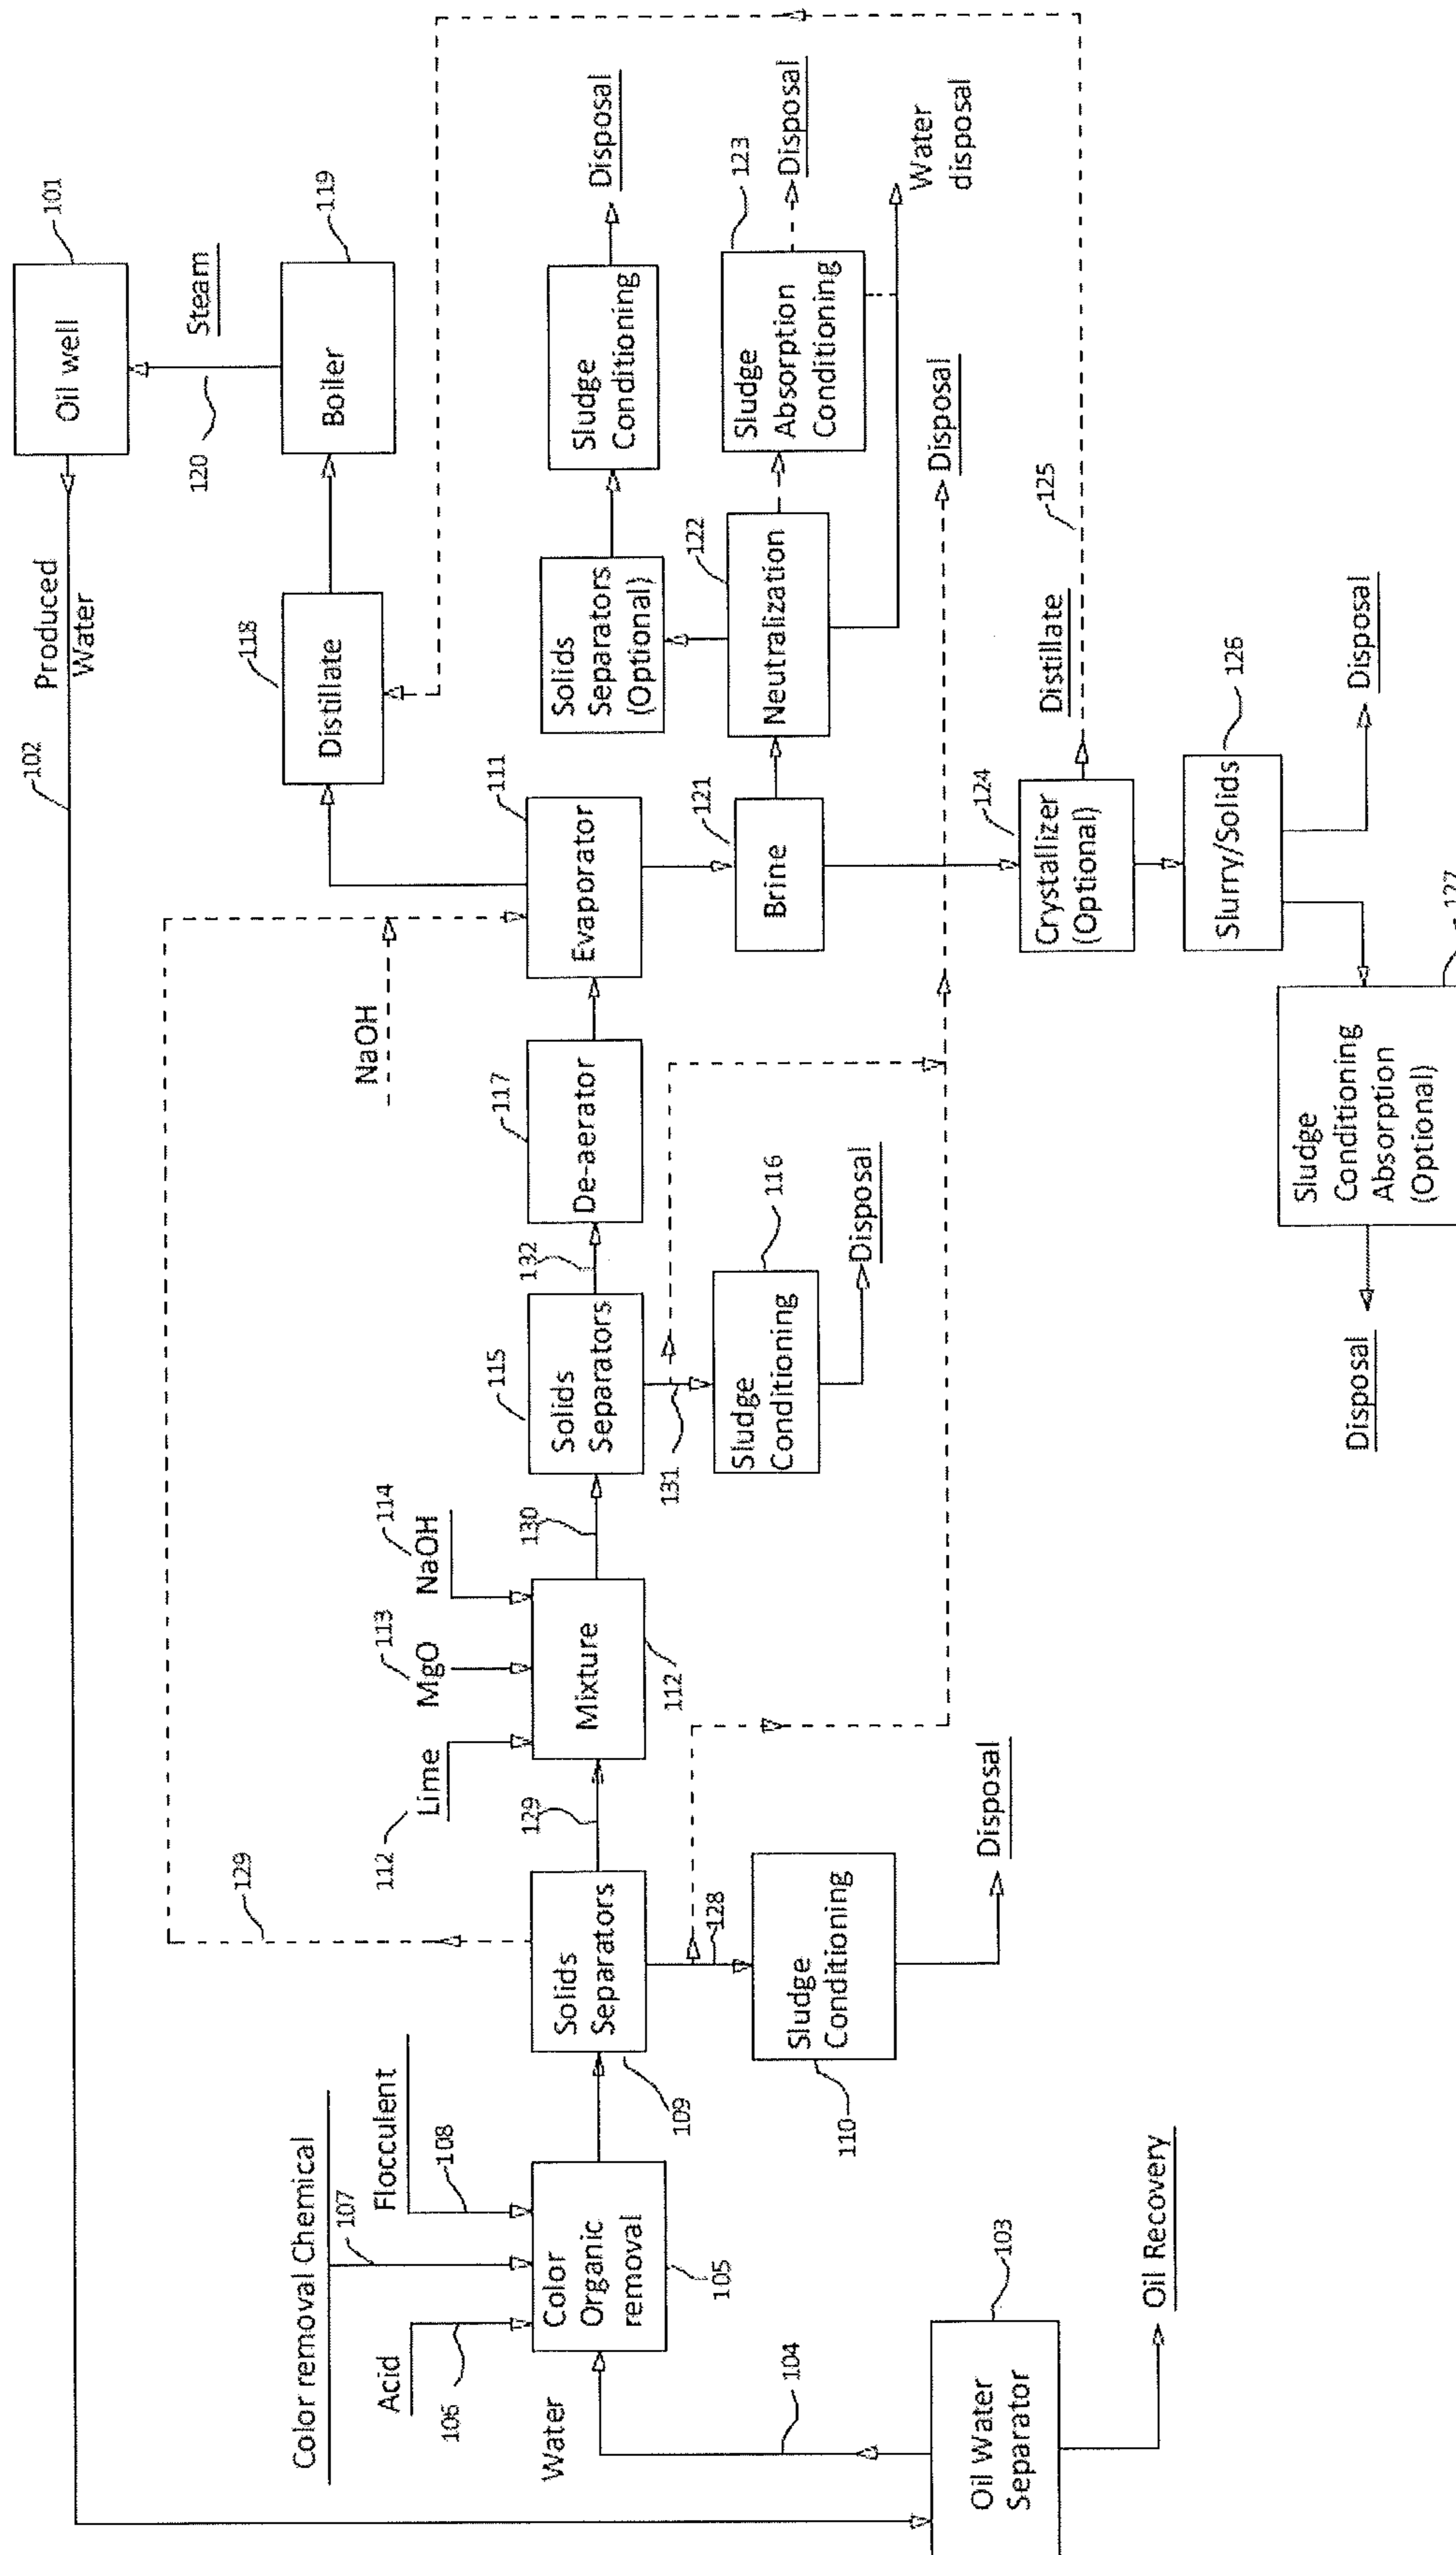 Oil well
101
Produced
Water
102
Steam
120
Boiler
119
Distillate
118
NaOH
129
Color removal Chemical
107
Acid
106
Flocculent
108
Color
Organic
removal
105
Water
104
Oil Water
Separator
103
Oil Recovery
Solids
Separators
109
128
Sludge
Conditioning
110
Disposal
129
112
Lime
113
MgO
114
NaOH
Mixture
112
130
Solids
Separators
115
131
Sludge
Conditioning
116
Disposal
132
De-aerator
117
Evaporator
111
Brine
121
Neutralization
122
Solids
Separators
(Optional)
Sludge
Conditioning
Disposal
Sludge
Absorption
Conditioning
123
Disposal
Water
disposal
Disposal
Crystallizer
(Optional)
124
Distillate
125
Slurry/Solids
126
Disposal
Sludge
Conditioning
Absorption
(Optional)
127
Disposal